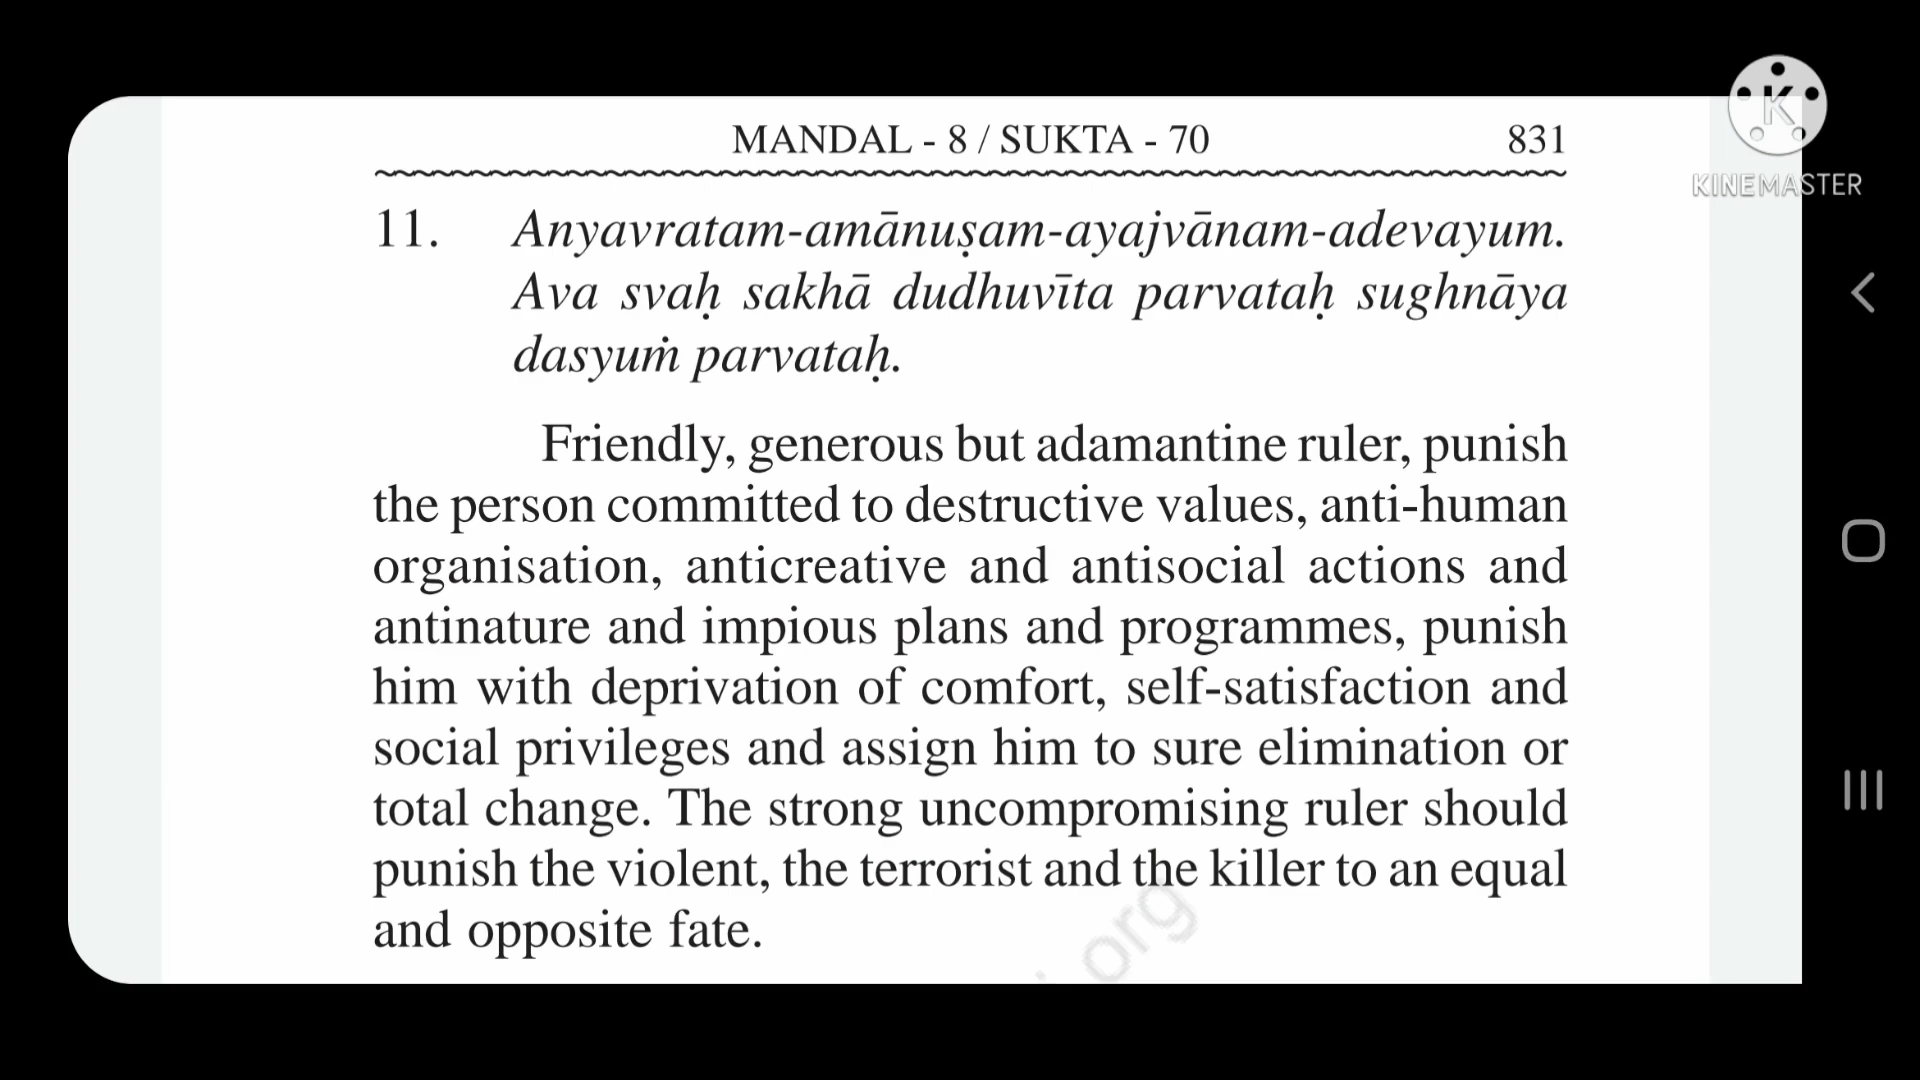 MANDAL - 8 / SUKTA - 70 831
KINEMASTER
11. Anyavratam-amānuṣam-ayajvānam-adevayum.
Ava svaḥ sakhā dudhuvīta parvataḥ sughnāya
dasyuṁ parvataḥ.
Friendly, generous but adamantine ruler, punish
the person committed to destructive values, anti-human
organisation, anticreative and antisocial actions and
antinature and impious plans and programmes, punish
him with deprivation of comfort, self-satisfaction and
social privileges and assign him to sure elimination or
total change. The strong uncompromising ruler should
punish the violent, the terrorist and the killer to an equal
and opposite fate.
.org